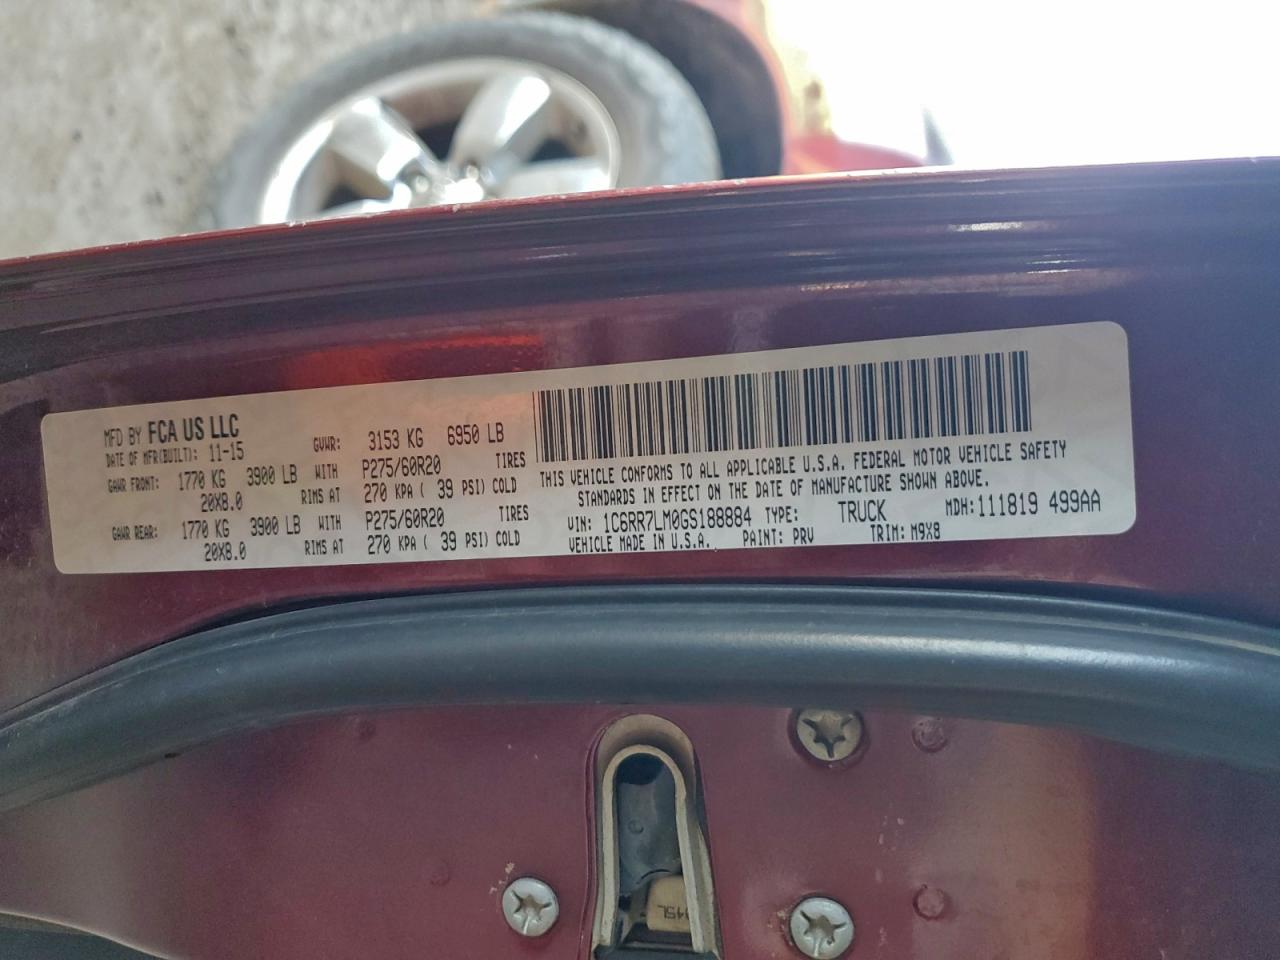 MFD BY FCA US LLC
DATE OF MFR(BUILT): 11-15 GVWR: 3153 KG 6950 LB
GAWR FRONT: 1770 KG 3900 LB WITH P275/60R20 TIRES
20X8.0 RIMS AT 270 KPA ( 39 PSI) COLD
GAWR REAR: 1770 KG 3900 LB WITH P275/60R20 TIRES
20X8.0 RIMS AT 270 KPA ( 39 PSI) COLD
THIS VEHICLE CONFORMS TO ALL APPLICABLE U.S.A. FEDERAL MOTOR VEHICLE SAFETY
STANDARDS IN EFFECT ON THE DATE OF MANUFACTURE SHOWN ABOVE.
VIN: 1C6RR7LM0GS188884 TYPE: TRUCK MDH:111819 499AA
VEHICLE MADE IN U.S.A. PAINT: PRV TRIM: M9X8